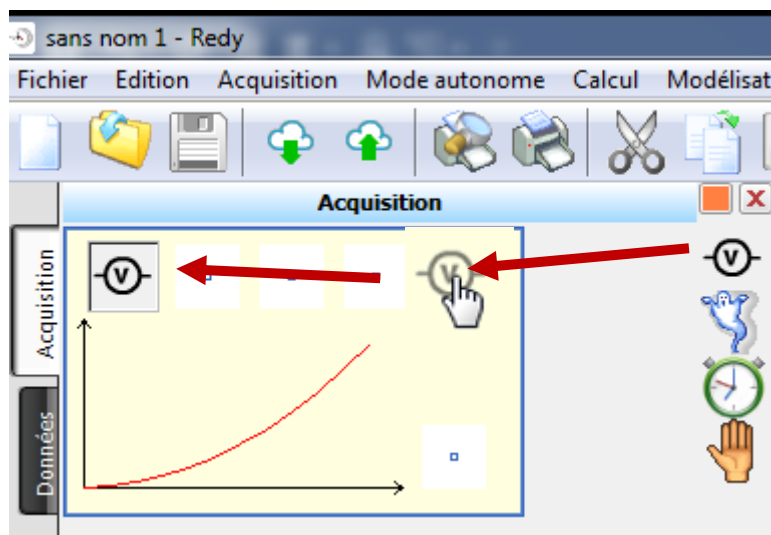 sans nom 1 - Redy
Fichier Edition Acquisition Mode autonome Calcul Modélisat
Acquisition
Acquisition
Données
V
V
V